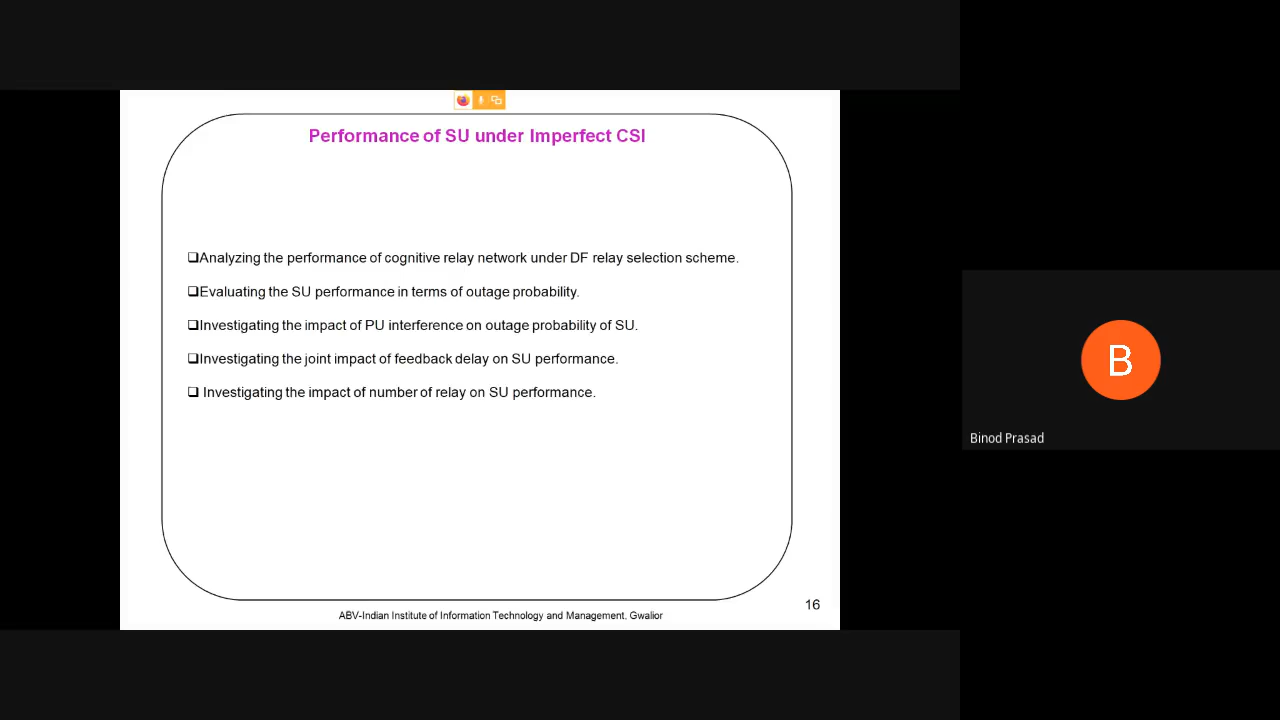 Performance of SU under Imperfect CSI
❑Analyzing the performance of cognitive relay network under DF relay selection scheme.
❑Evaluating the SU performance in terms of outage probability.
❑Investigating the impact of PU interference on outage probability of SU.
❑Investigating the joint impact of feedback delay on SU performance.
❑ Investigating the impact of number of relay on SU performance.
B
Binod Prasad
16
ABV-Indian Institute of Information Technology and Management, Gwalior